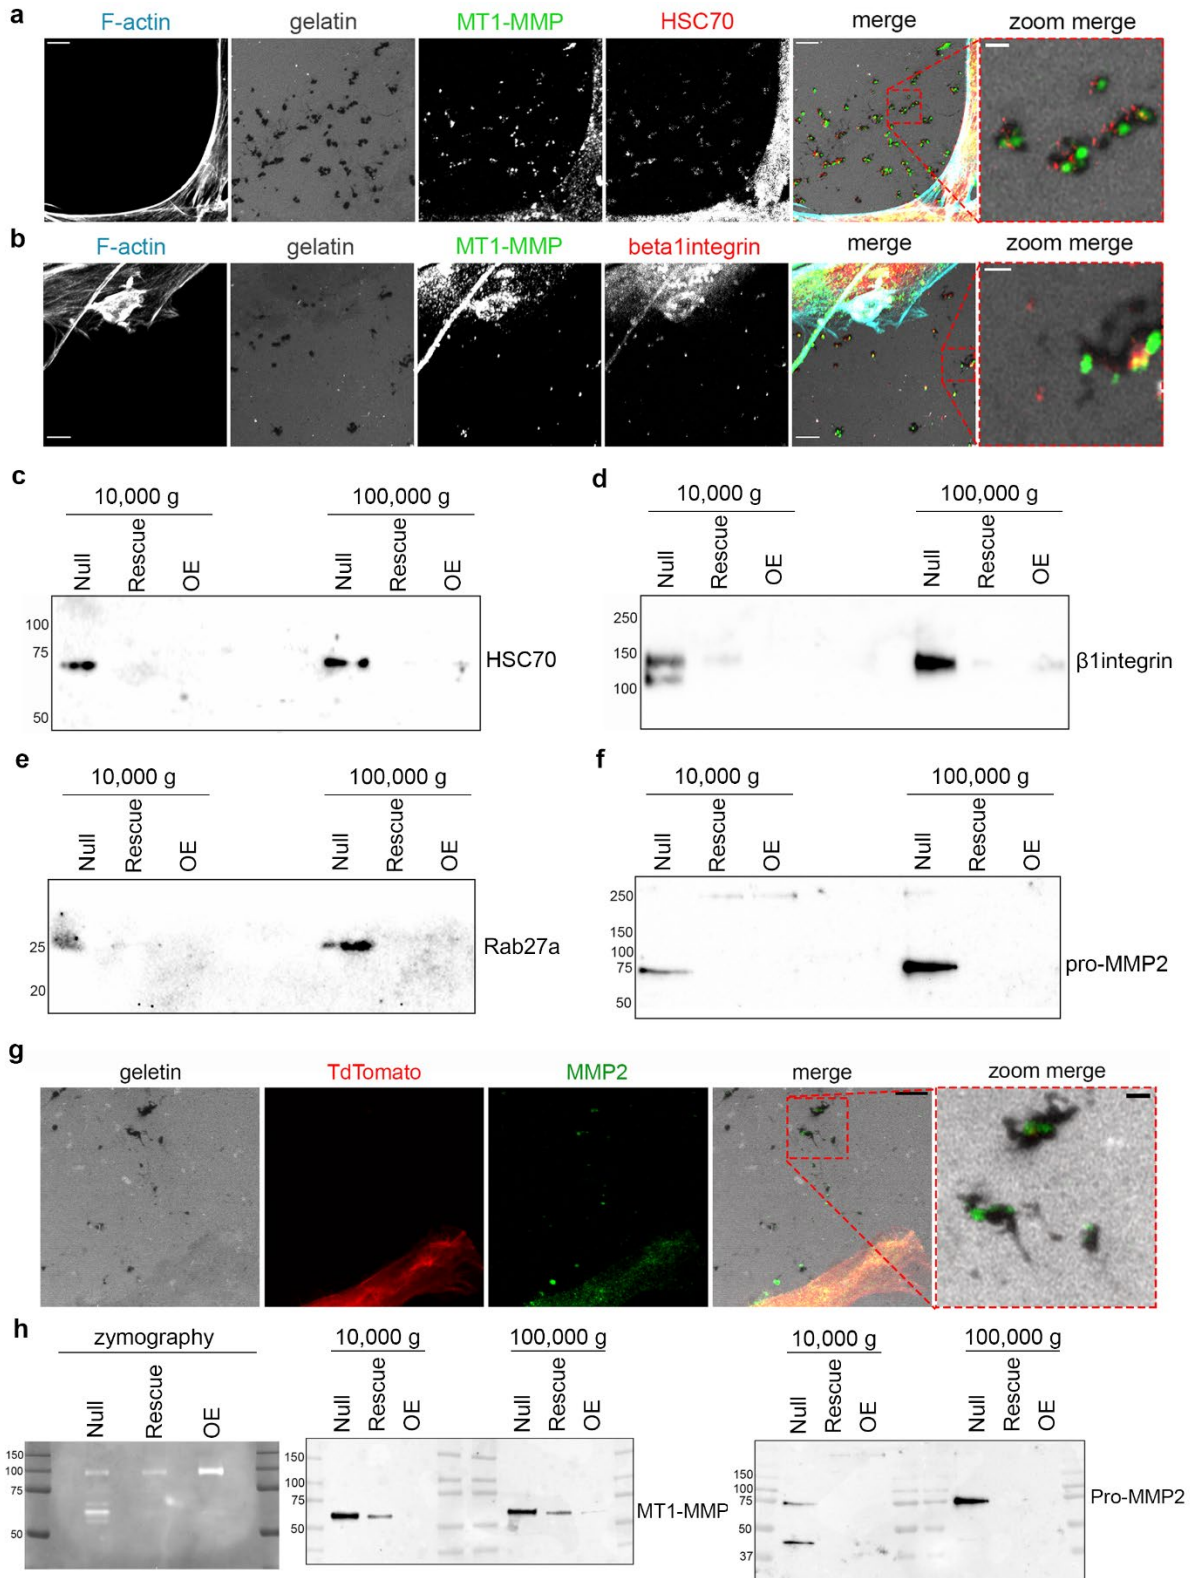 a
F-actin gelatin MT1-MMP HSC70 merge zoom merge
b
F-actin gelatin MT1-MMP beta1integrin merge zoom merge
c
10,000 g 100,000 g
Null Rescue OE Null Rescue OE
100
75
50
HSC70
d
10,000 g 100,000 g
Null Rescue OE Null Rescue OE
250
150
100
β1integrin
e
10,000 g 100,000 g
Null Rescue OE Null Rescue OE
25
20
Rab27a
f
10,000 g 100,000 g
Null Rescue OE Null Rescue OE
250
150
100
75
50
pro-MMP2
g
geletin TdTomato MMP2 merge zoom merge
h
zymography
Null Rescue OE
150
100
75
50
10,000 g 100,000 g
Null Rescue OE Null Rescue OE
150
100
75
50
MT1-MMP
10,000 g 100,000 g
Null Rescue OE Null Rescue OE
150
100
75
50
37
Pro-MMP2